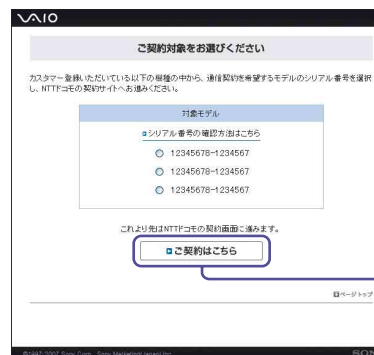 VAIO
ご契約対象をお選びください
カスタマー登録いただいている以下の機種の中から、通信契約を希望するモデルのシリアル番号を選択
し、NTTドコモの契約サイトへお進みください。
対象モデル
シリアル番号の確認方法はこちら
12345678-1234567
12345678-1234567
12345678-1234567
これより先はNTTドコモの契約画面に進みます。
ご契約はこちら
ページトップ
©1997-2007 Sony Corp., Sony Marketing(Japan) Inc.
SON